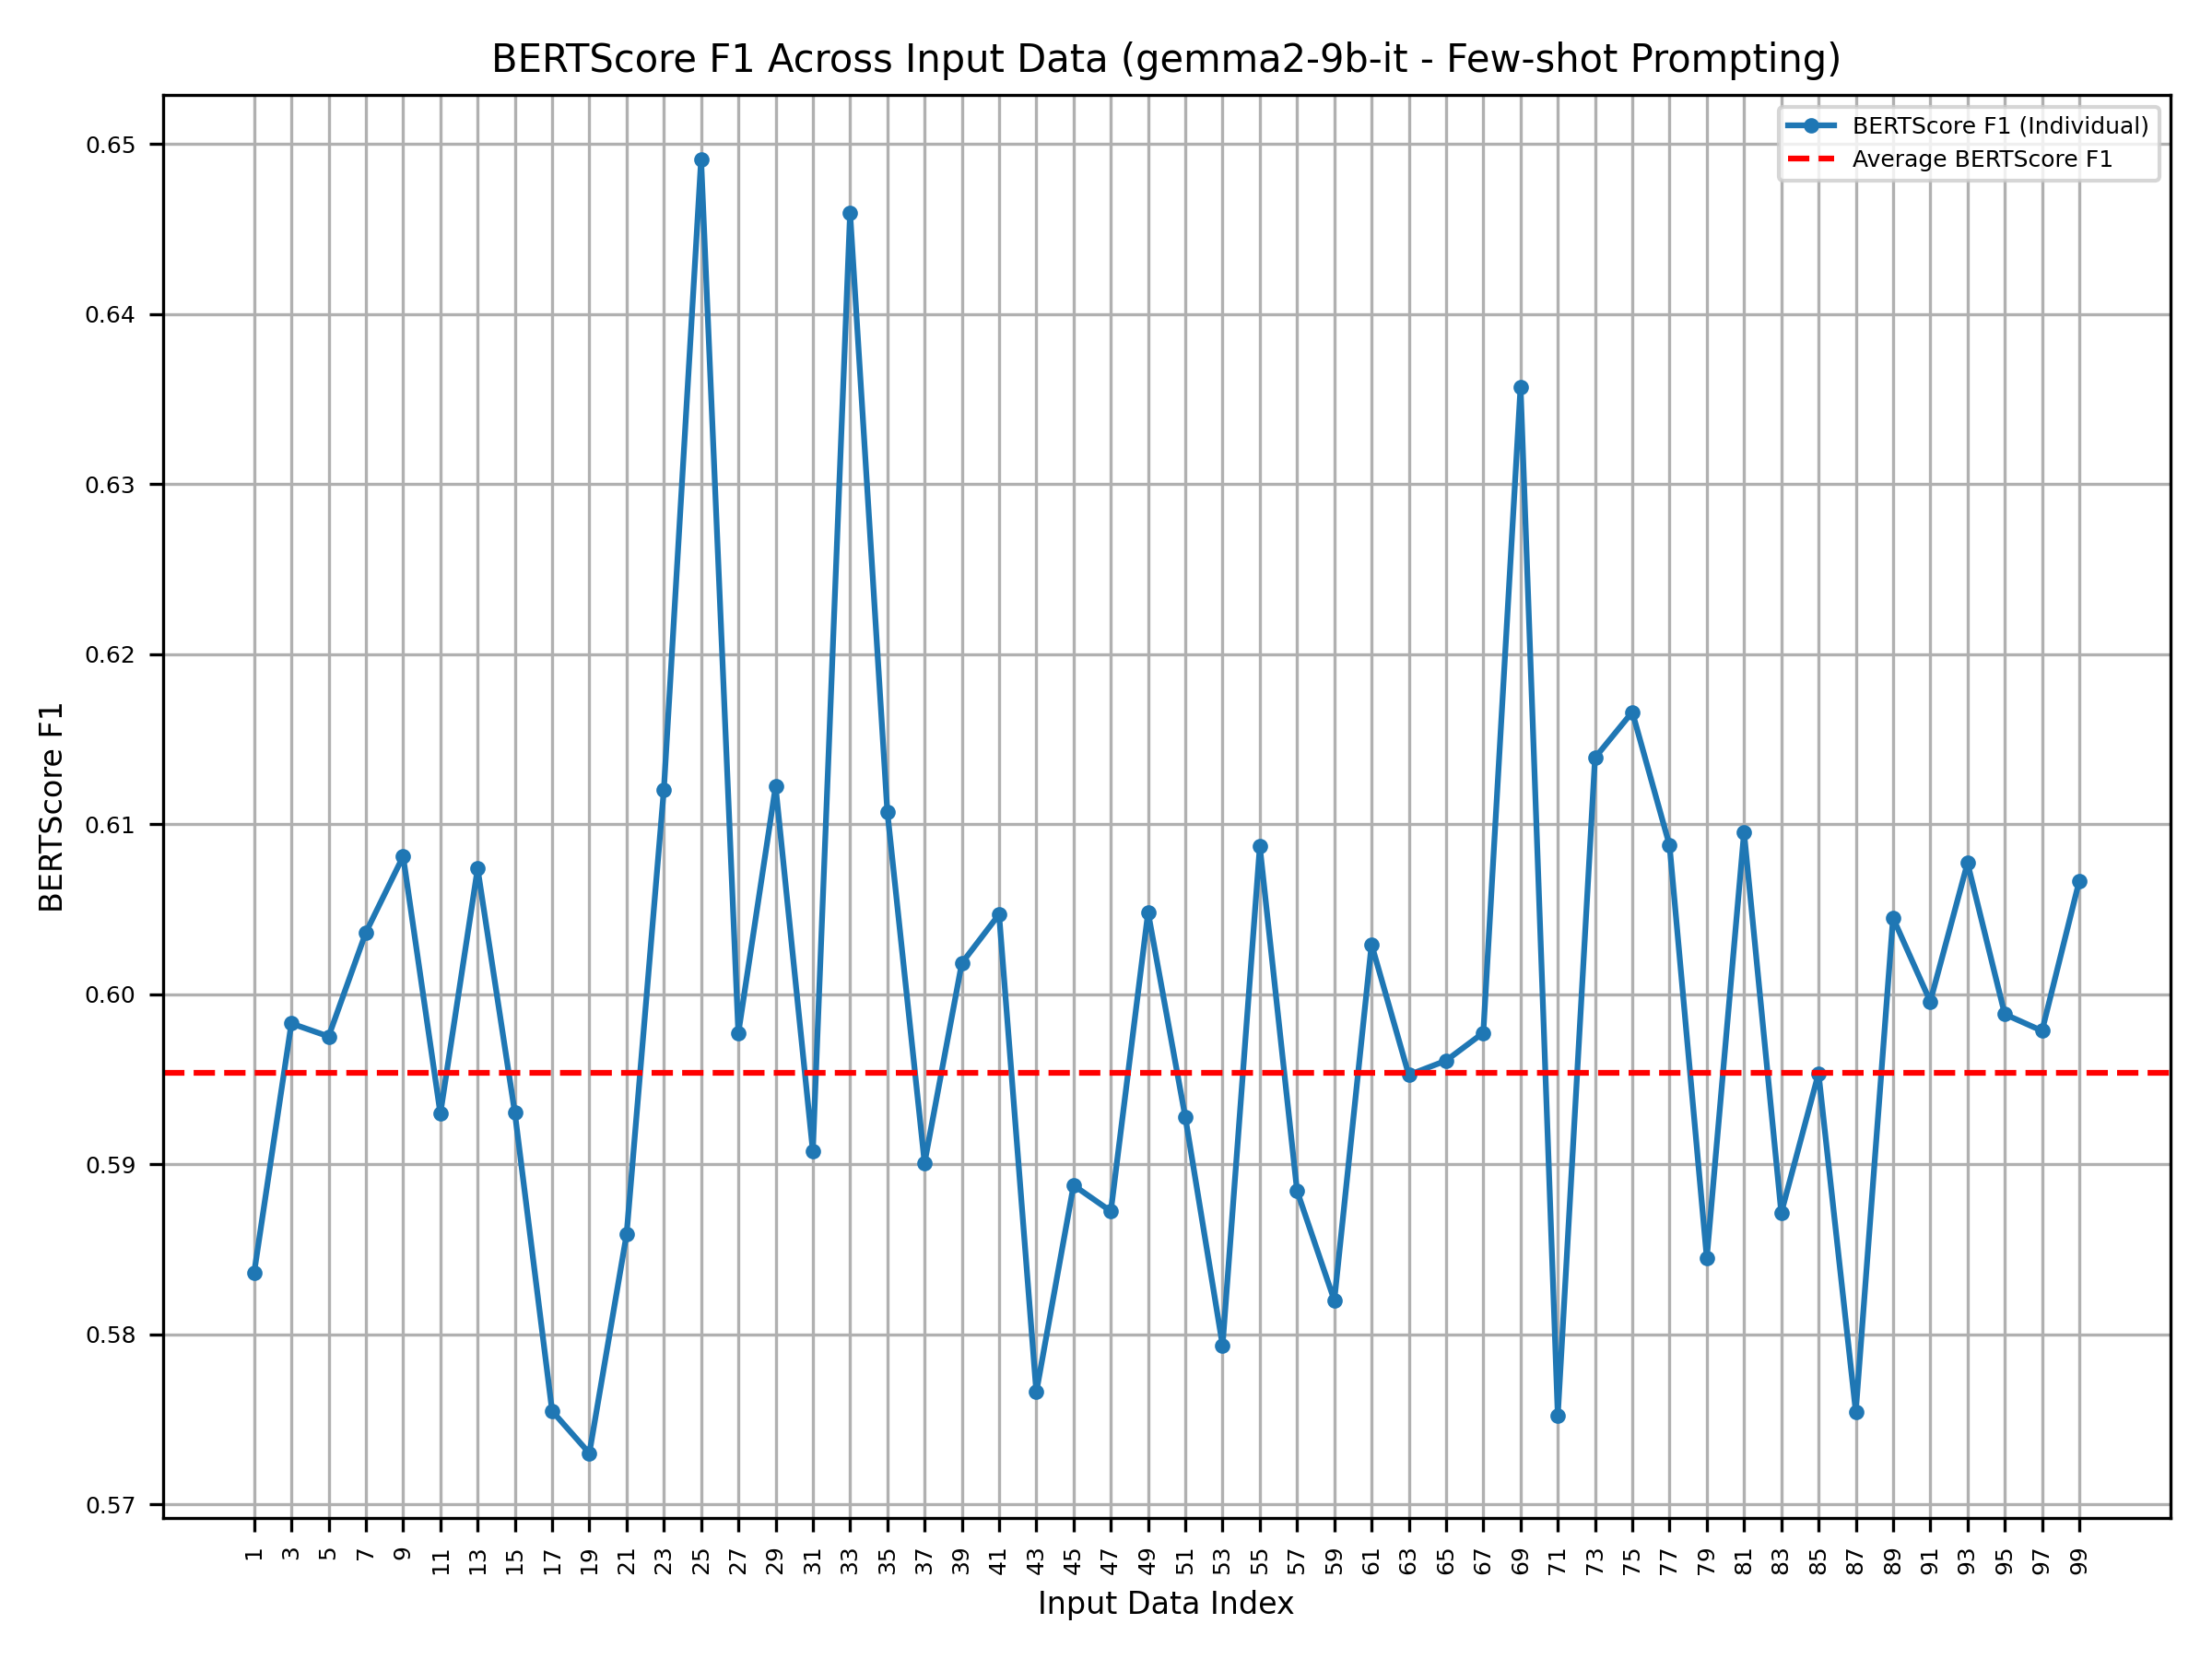 BERTScore F1 Across Input Data (gemma2-9b-it - Few-shot Prompting)
BERTScore F1 (Individual)
Average BERTScore F1
BERTScore F1
0.65
0.64
0.63
0.62
0.61
0.60
0.59
0.58
0.57
1 3 5 7 9 11 13 15 17 19 21 23 25 27 29 31 33 35 37 39 41 43 45 47 49 51 53 55 57 59 61 63 65 67 69 71 73 75 77 79 81 83 85 87 89 91 93 95 97 99
Input Data Index